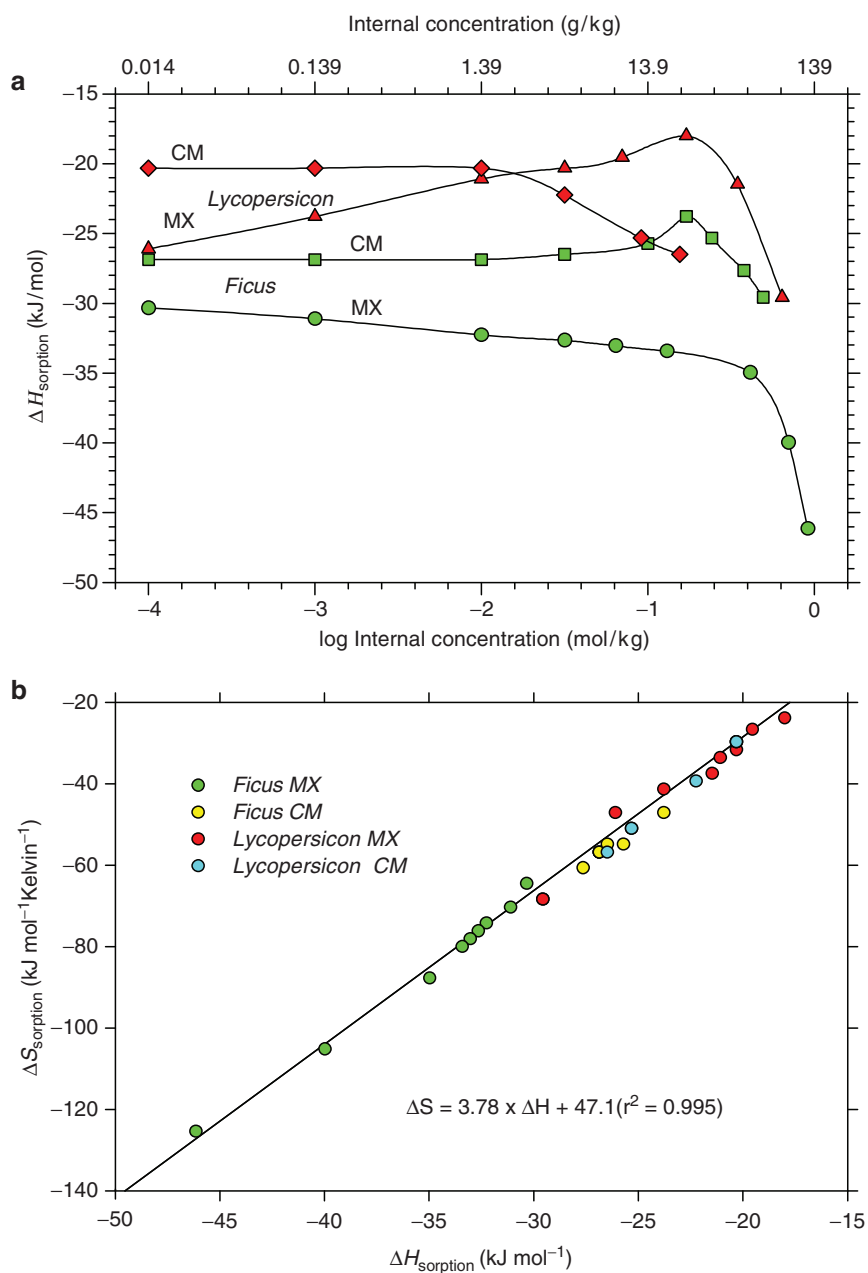 Internal concentration (g/kg)
0.014 0.139 1.39 13.9 139
a
−15
−20
−25
−30
−35
−40
−45
−50
ΔHsorption (kJ/mol)
CM
Lycopersicon
MX
CM
Ficus
MX
−4 −3 −2 −1 0
log Internal concentration (mol/kg)
b
−20
−40
−60
−80
−100
−120
−140
ΔSsorption (kJ mol−1Kelvin−1)
Ficus MX
Ficus CM
Lycopersicon MX
Lycopersicon CM
ΔS = 3.78 x ΔH + 47.1(r2 = 0.995)
−50 −45 −40 −35 −30 −25 −20 −15
ΔHsorption (kJ mol−1)